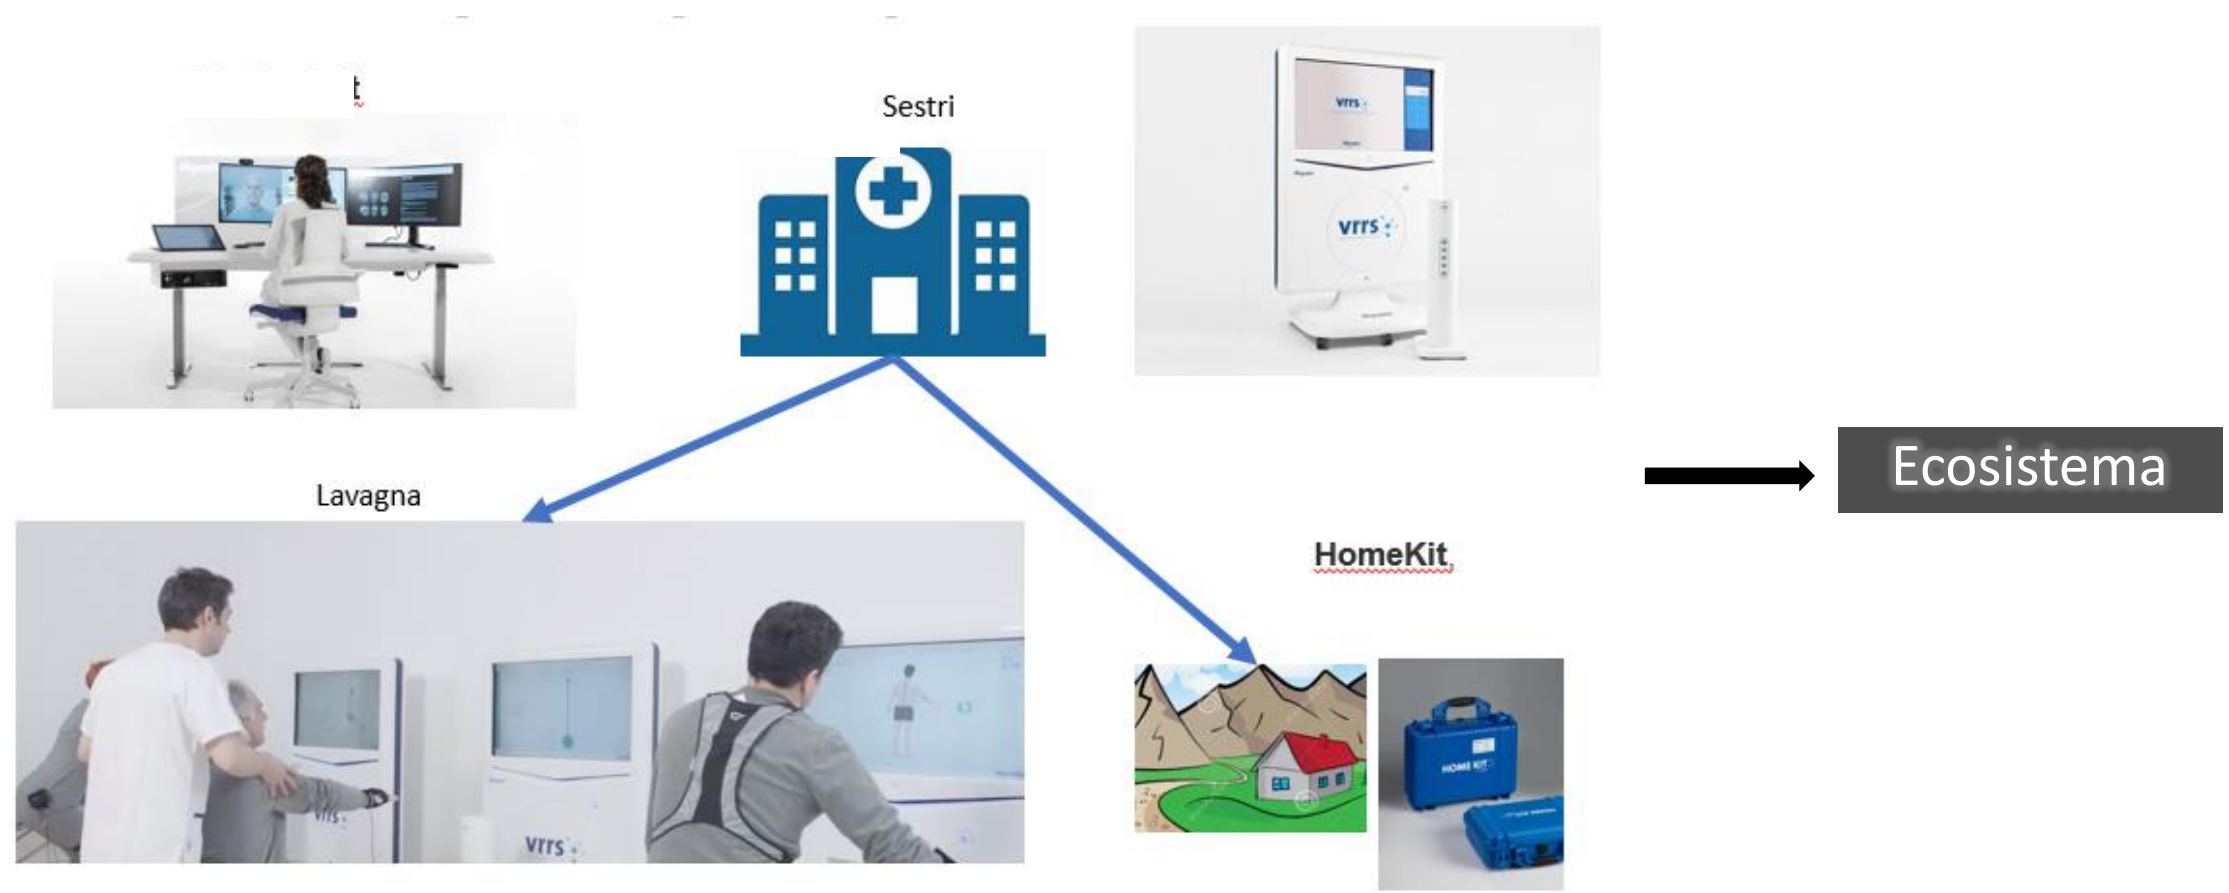 t
Sestri
vrrs
vrrs
Lavagna
Ecosistema
HomeKit,
vrrs
vrrs
HOME KIT